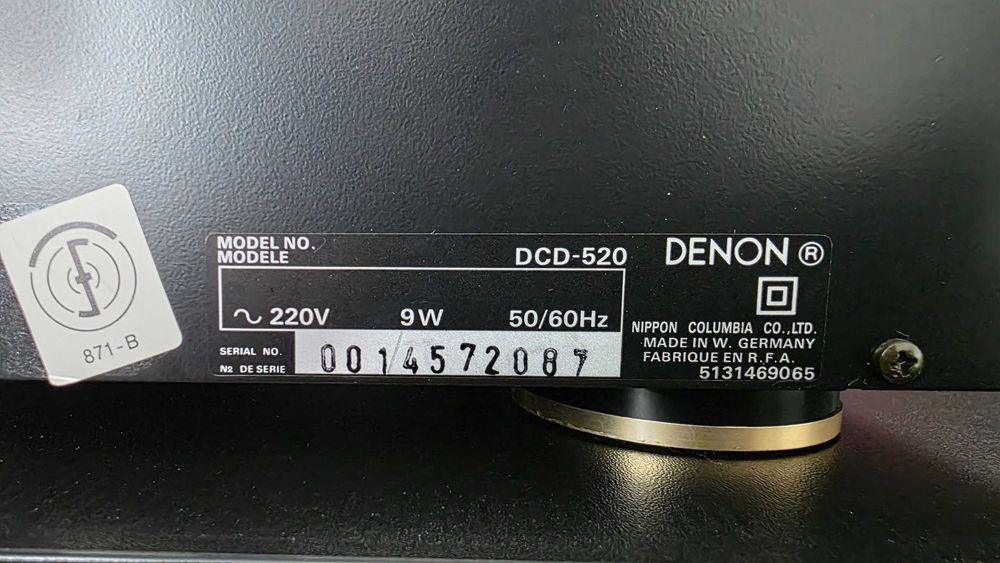 871-B
MODEL NO.
MODELE DCD-520
∿ 220V 9W 50/60Hz
SERIAL NO.
Nº DE SERIE 0014572087
DENON ®
NIPPON COLUMBIA CO.,LTD.
MADE IN W. GERMANY
FABRIQUE EN R.F.A.
5131469065